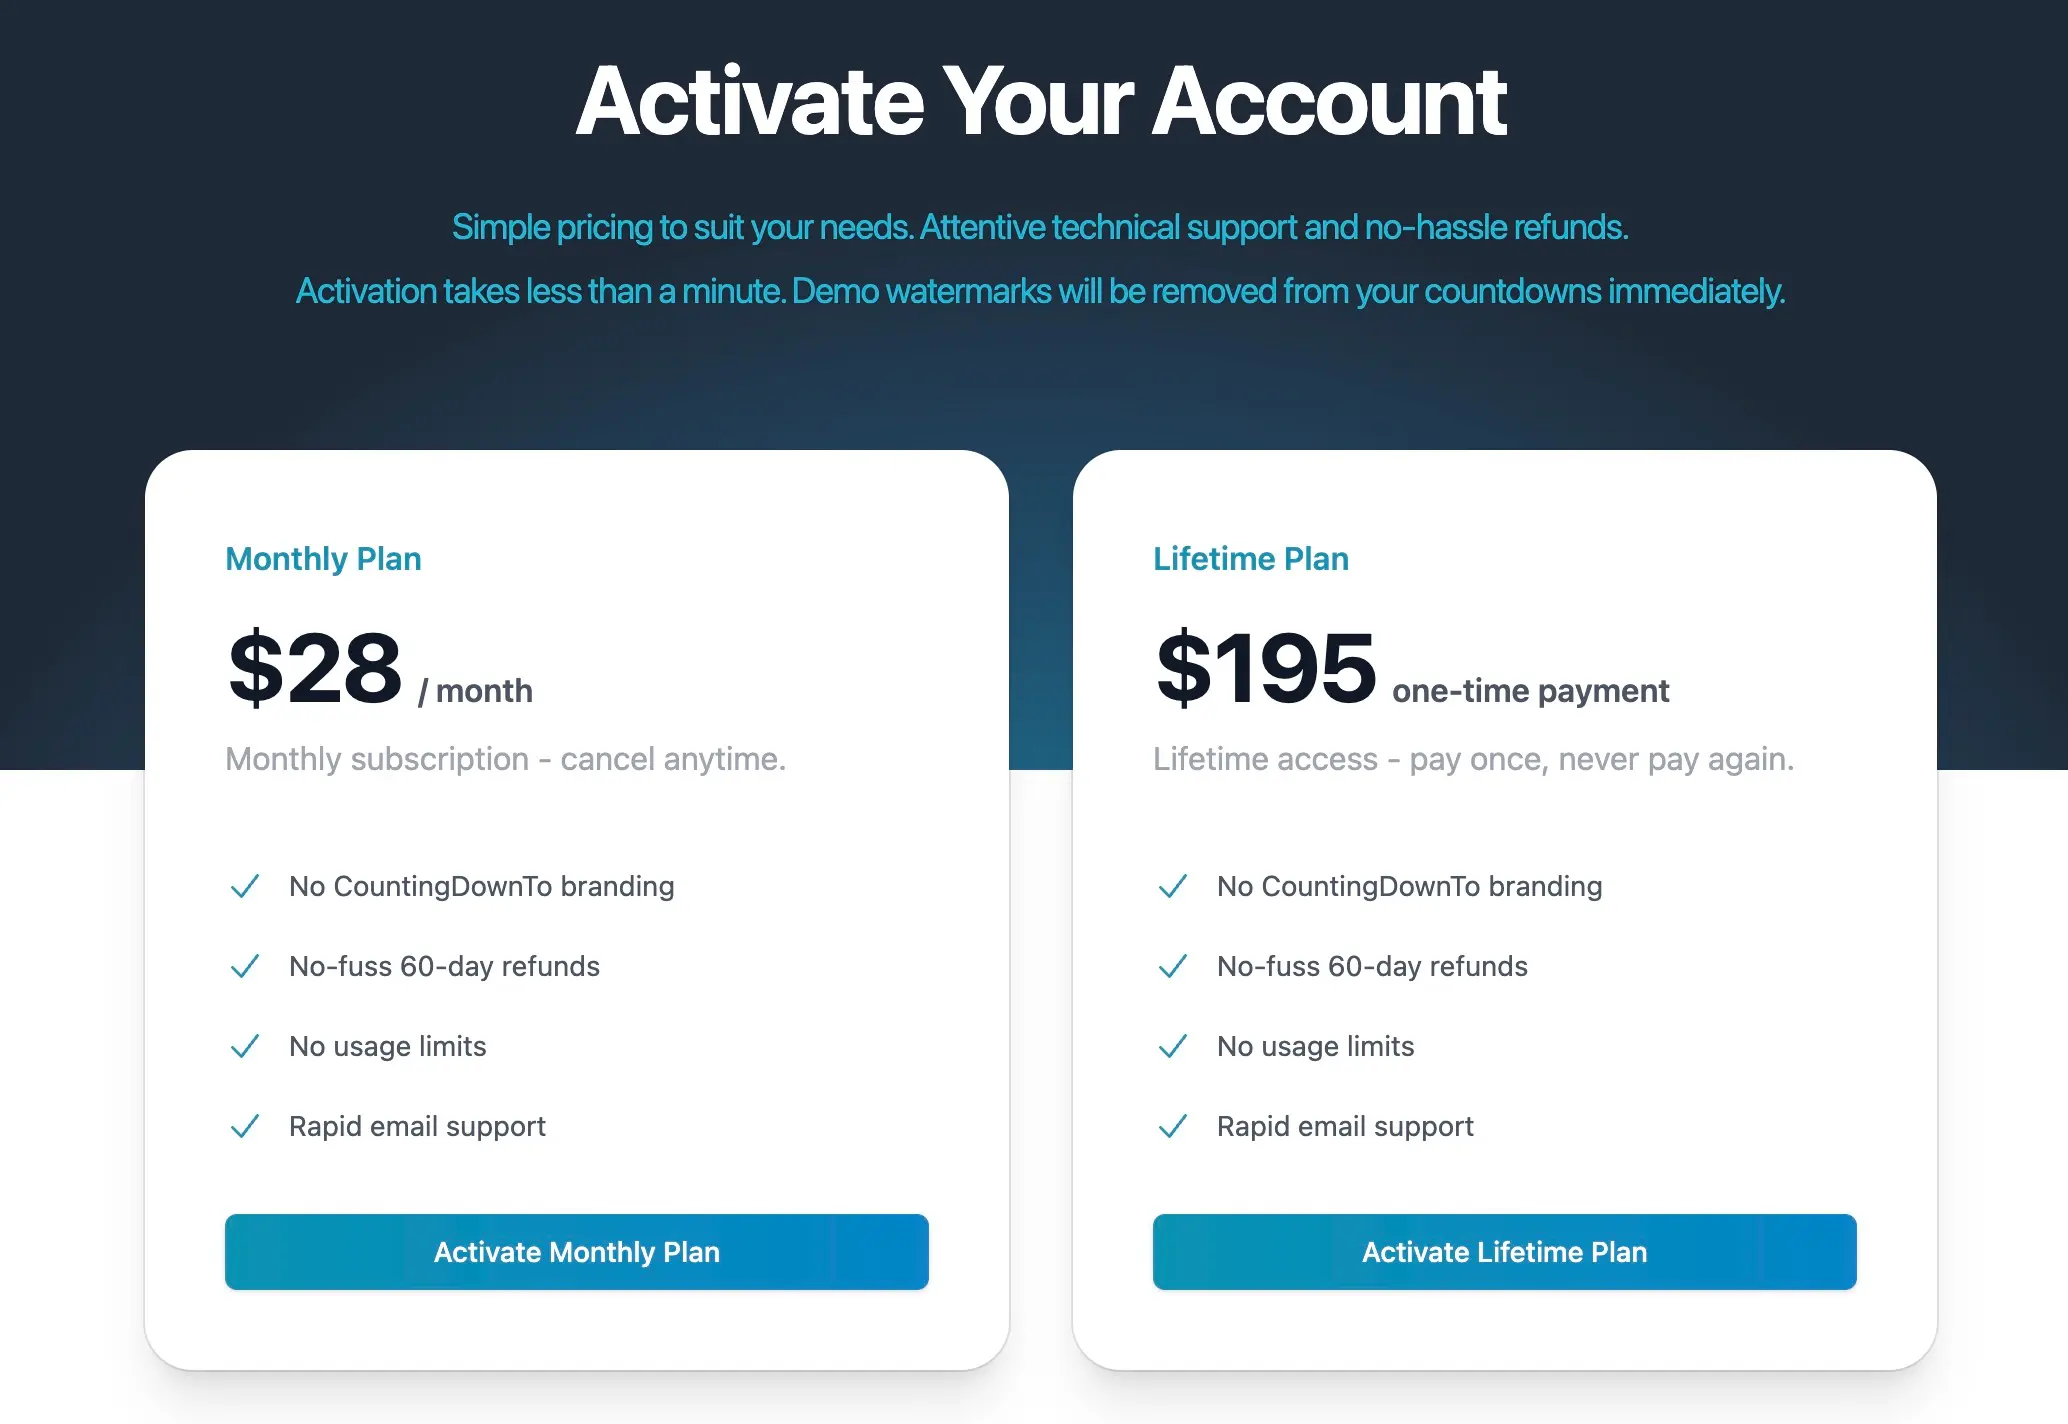 Activate Your Account
Simple pricing to suit your needs. Attentive technical support and no-hassle refunds.
Activation takes less than a minute. Demo watermarks will be removed from your countdowns immediately.
Monthly Plan
$28 / month
Monthly subscription - cancel anytime.
No CountingDownTo branding
No-fuss 60-day refunds
No usage limits
Rapid email support
Activate Monthly Plan
Lifetime Plan
$195 one-time payment
Lifetime access - pay once, never pay again.
No CountingDownTo branding
No-fuss 60-day refunds
No usage limits
Rapid email support
Activate Lifetime Plan